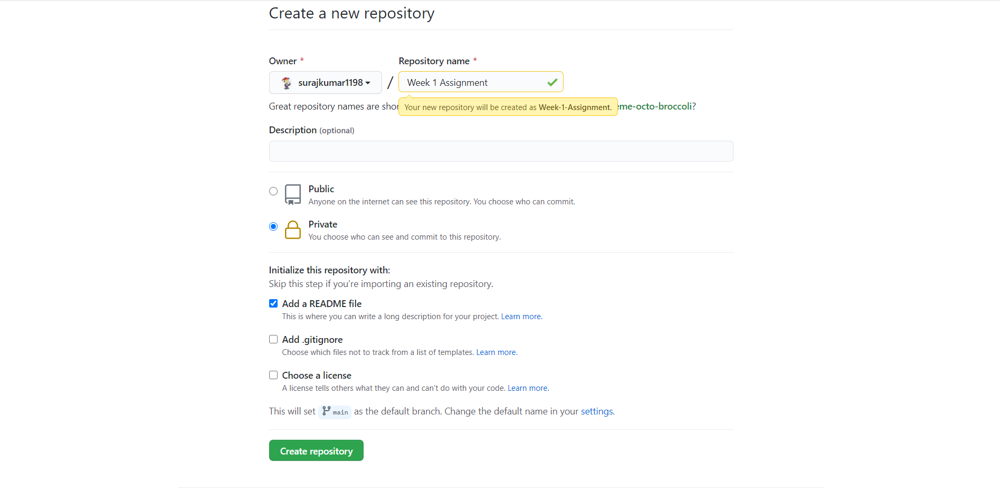 Create a new repository
Owner * Repository name *
surajkumar1198 / Week 1 Assignment
Great repository names are eme-octo-broccoli?
Your new repository will be created as Week-1-Assignment.
Description (optional)
Public
Anyone on the internet can see this repository. You choose who can commit.
Private
You choose who can see and commit to this repository.
Initialize this repository with:
Skip this step if you’re importing an existing repository.
Add a README file
This is where you can write a long description for your project. Learn more.
Add .gitignore
Choose which files not to track from a list of templates. Learn more.
Choose a license
A license tells others what they can and can't do with your code. Learn more.
This will set main as the default branch. Change the default name in your settings.
Create repository